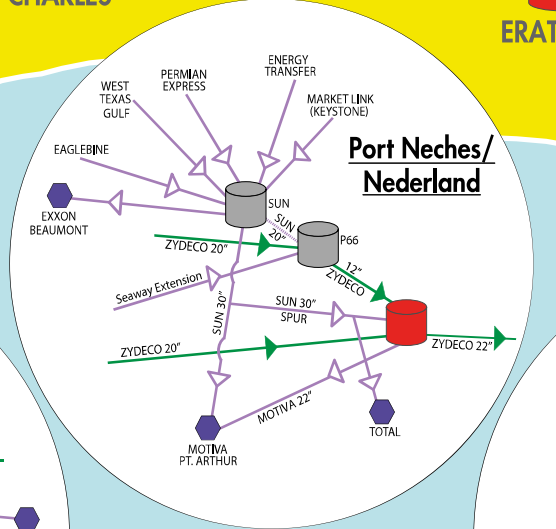 CHARLES
ERAT
ENERGY
TRANSFER
PERMIAN
EXPRESS
WEST
TEXAS
GULF
MARKET LINK
(KEYSTONE)
Port Neches/
Nederland
EAGLEBINE
EXXON
BEAUMONT
SUN
SUN
20"
P66
ZYDECO 20"
12"
ZYDECO
Seaway Extension
SUN 30"
SUN 30"
SPUR
ZYDECO 20"
ZYDECO 22"
MOTIVA 22"
TOTAL
MOTIVA
PT. ARTHUR